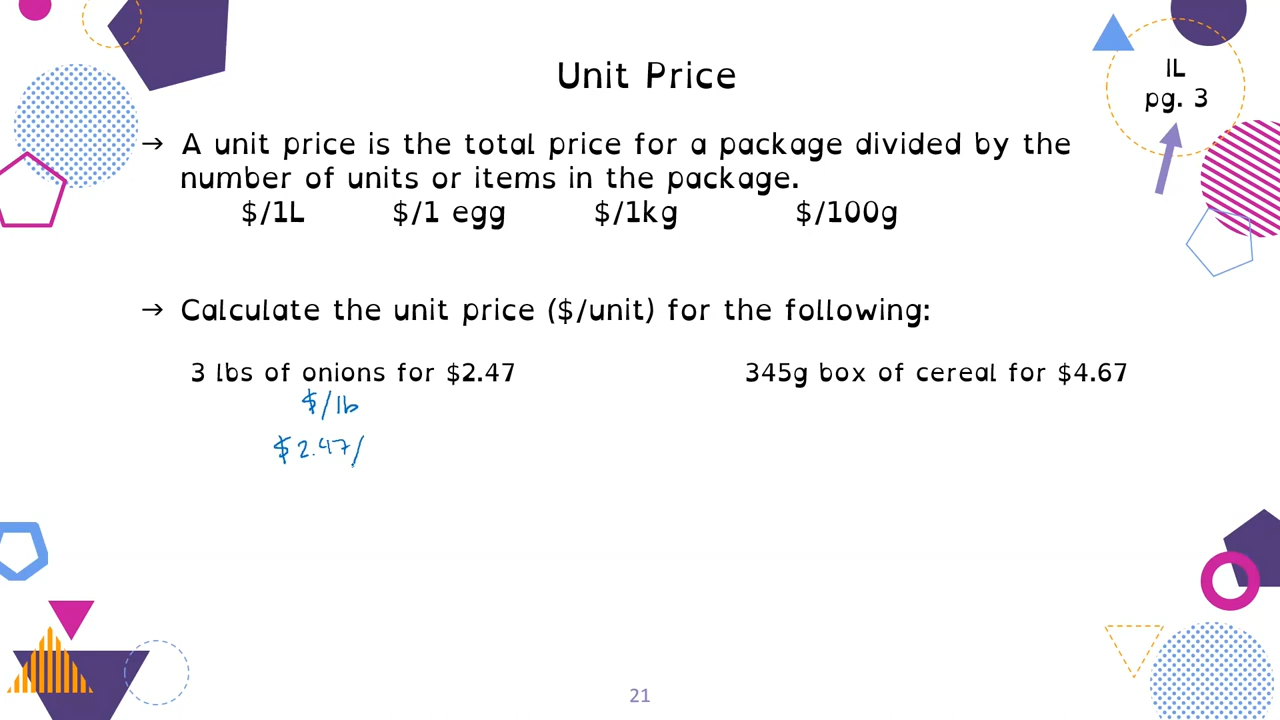 Unit Price
IL
pg. 3
→ A unit price is the total price for a package divided by the
number of units or items in the package.
$/1L $/1 egg $/1kg $/100g
→ Calculate the unit price ($/unit) for the following:
3 lbs of onions for $2.47 345g box of cereal for $4.67
$/lb
$2.47/
21